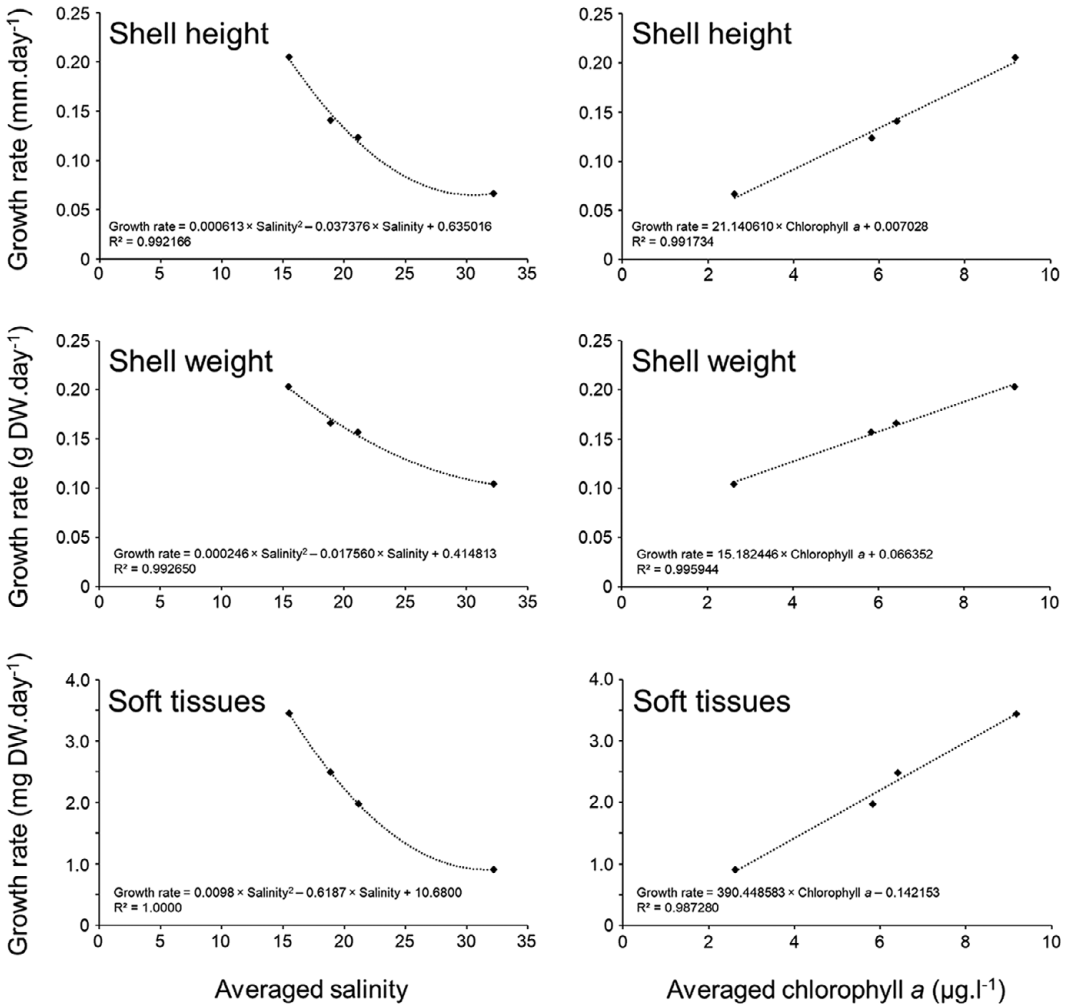 Shell height
Growth rate (mm.day⁻¹)
0.25
0.20
0.15
0.10
0.05
0
Growth rate = 0.000613 × Salinity² – 0.037376 × Salinity + 0.635016
R² = 0.992166
0 5 10 15 20 25 30 35
Shell height
0.25
0.20
0.15
0.10
0.05
0
Growth rate = 21.140610 × Chlorophyll a + 0.007028
R² = 0.991734
0 2 4 6 8 10
Shell weight
Growth rate (g DW.day⁻¹)
0.25
0.20
0.15
0.10
0.05
0
Growth rate = 0.000246 × Salinity² – 0.017560 × Salinity + 0.414813
R² = 0.992650
0 5 10 15 20 25 30 35
Shell weight
0.25
0.20
0.15
0.10
0.05
0
Growth rate = 15.182446 × Chlorophyll a + 0.066352
R² = 0.995944
0 2 4 6 8 10
Soft tissues
Growth rate (mg DW.day⁻¹)
4.0
3.0
2.0
1.0
0
Growth rate = 0.0098 × Salinity² – 0.6187 × Salinity + 10.6800
R² = 1.0000
0 5 10 15 20 25 30 35
Averaged salinity
Soft tissues
4.0
3.0
2.0
1.0
0
Growth rate = 390.448583 × Chlorophyll a – 0.142153
R² = 0.987280
0 2 4 6 8 10
Averaged chlorophyll a (µg.l⁻¹)